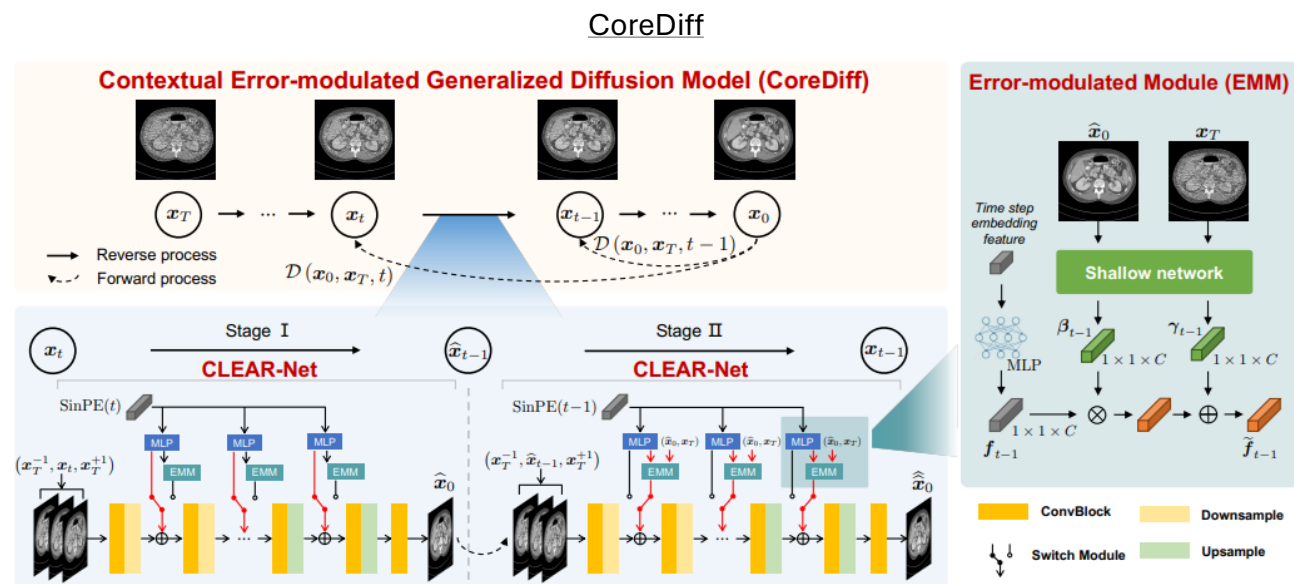 CoreDiff
Contextual Error-modulated Generalized Diffusion Model (CoreDiff)
x_T
...
x_t
x_{t-1}
...
x_0
Reverse process
Forward process
D (x_0, x_T, t)
D (x_0, x_T, t − 1)
x_t
Stage I
x̂_{t-1}
Stage II
x_{t-1}
CLEAR-Net
CLEAR-Net
SinPE(t)
MLP
MLP
MLP
EMM
EMM
EMM
(x_T^{-1}, x_t, x_T^{+1})
x̂_0
...
SinPE(t−1)
MLP
(x̂_0, x_T)
MLP
(x̂_0, x_T)
MLP
(x̂_0, x_T)
EMM
EMM
EMM
(x_T^{-1}, x̂_{t-1}, x_T^{+1})
x̂̂_0
...
Error-modulated Module (EMM)
x̂_0
x_T
Time step
embedding
feature
Shallow network
β_{t-1}
1 × 1 × C
γ_{t-1}
1 × 1 × C
MLP
⊗
⊕
1 × 1 × C
f_{t-1}
f̃_{t-1}
ConvBlock
Downsample
Switch Module
Upsample